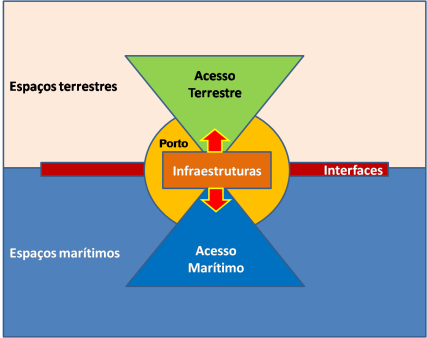 Acesso
Terrestre
Espaços terrestres
Porto
Infraestruturas
Interfaces
Espaços marítimos
Acesso
Marítimo